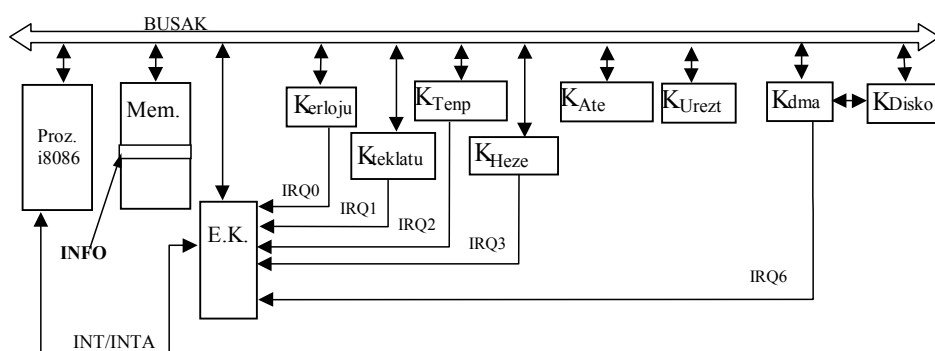 BUSAK
Proz.
i8086
Mem.
Kerloju
Kteklatu
KTenp
KHeze
KAte
KUrezt
Kdma
KDisko
IRQ0
IRQ1
IRQ2
IRQ3
IRQ6
E.K.
INFO
INT/INTA